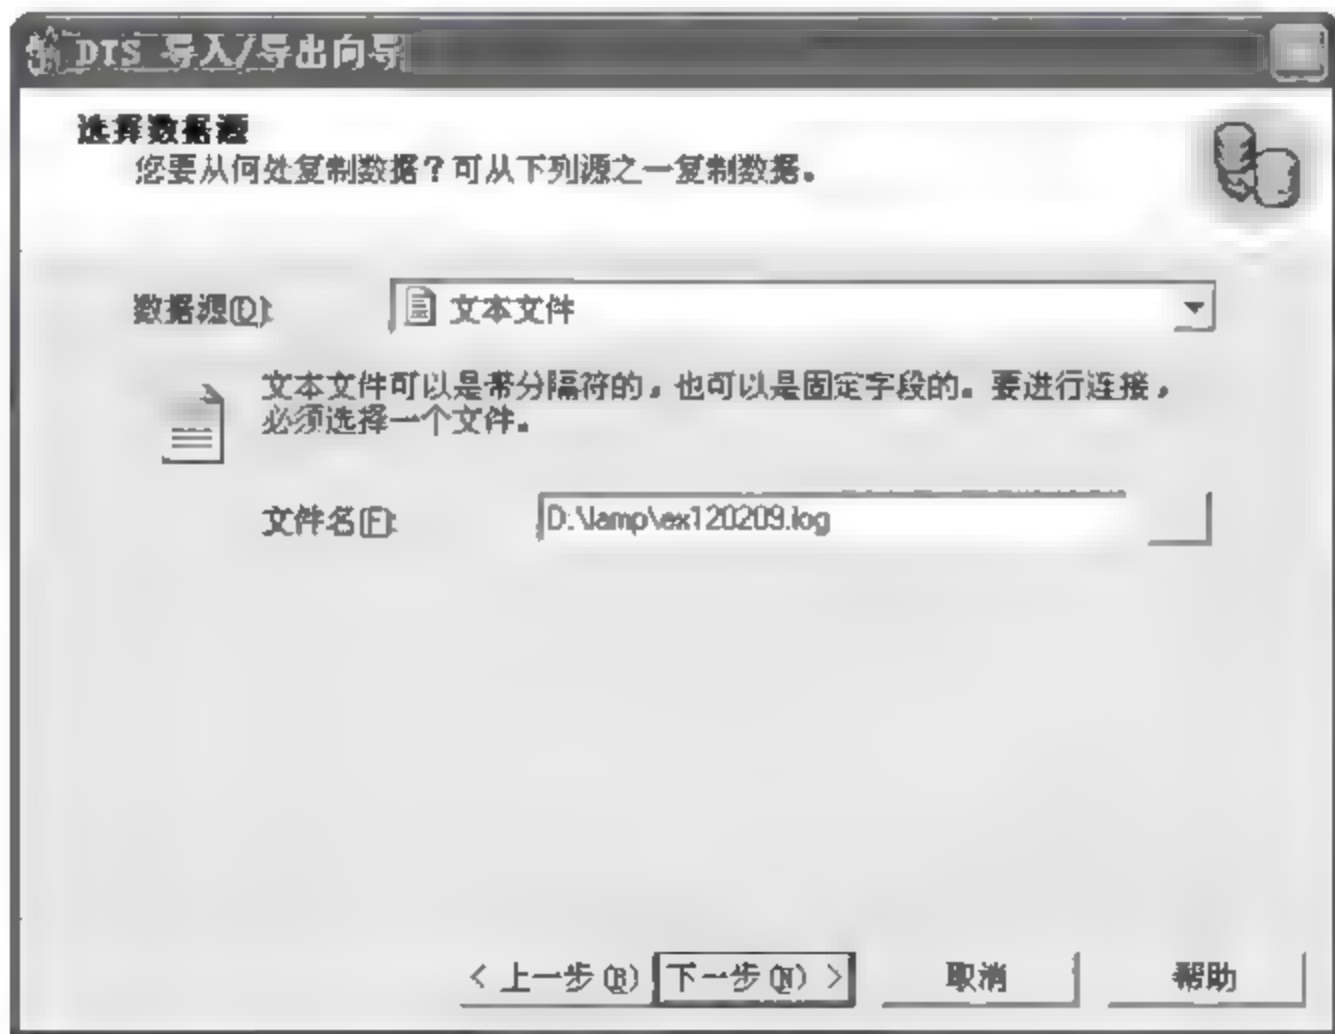 DTS 导入/导出向导
选择数据源
您要从何处复制数据？可从下列源之一复制数据。
数据源(D): 文本文件
文本文件可以是带分隔符的，也可以是固定字段的。要进行连接，
必须选择一个文件。
文件名(F): D:\lamp\ex120209.log
< 上一步(B) 下一步(N) > 取消 帮助